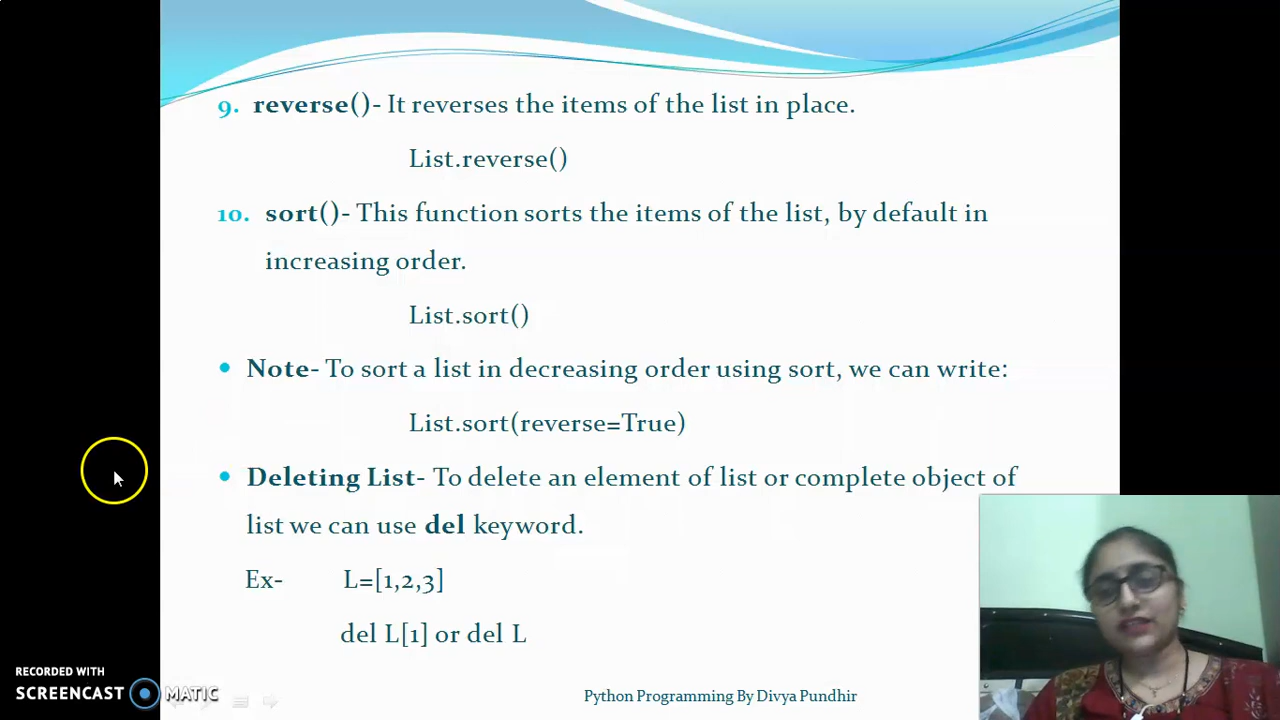 9. reverse()- It reverses the items of the list in place.
List.reverse()
10. sort()- This function sorts the items of the list, by default in
increasing order.
List.sort()
• Note- To sort a list in decreasing order using sort, we can write:
List.sort(reverse=True)
• Deleting List- To delete an element of list or complete object of
list we can use del keyword.
Ex- L=[1,2,3]
del L[1] or del L
Python Programming By Divya Pundhir
RECORDED WITH
SCREENCAST MATIC